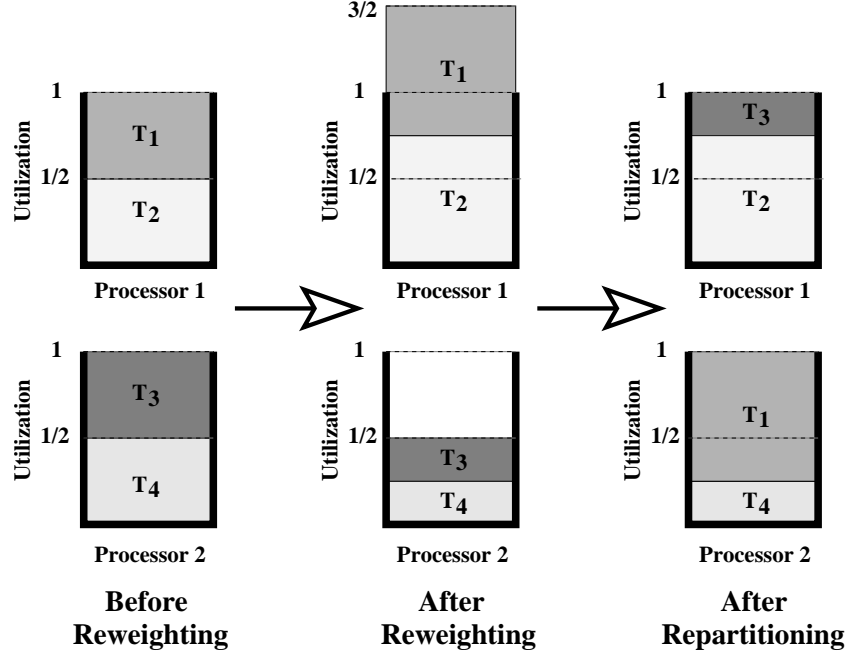 3/2
1
T1
1/2
T2
Utilization
Processor 1
1
T1
1/2
T2
Utilization
Processor 1
1
T3
1/2
T2
Utilization
Processor 1
1
T3
1/2
T4
Utilization
Processor 2
1
1/2
T3
T4
Utilization
Processor 2
1
T1
1/2
T4
Utilization
Processor 2
Before
Reweighting
After
Reweighting
After
Repartitioning